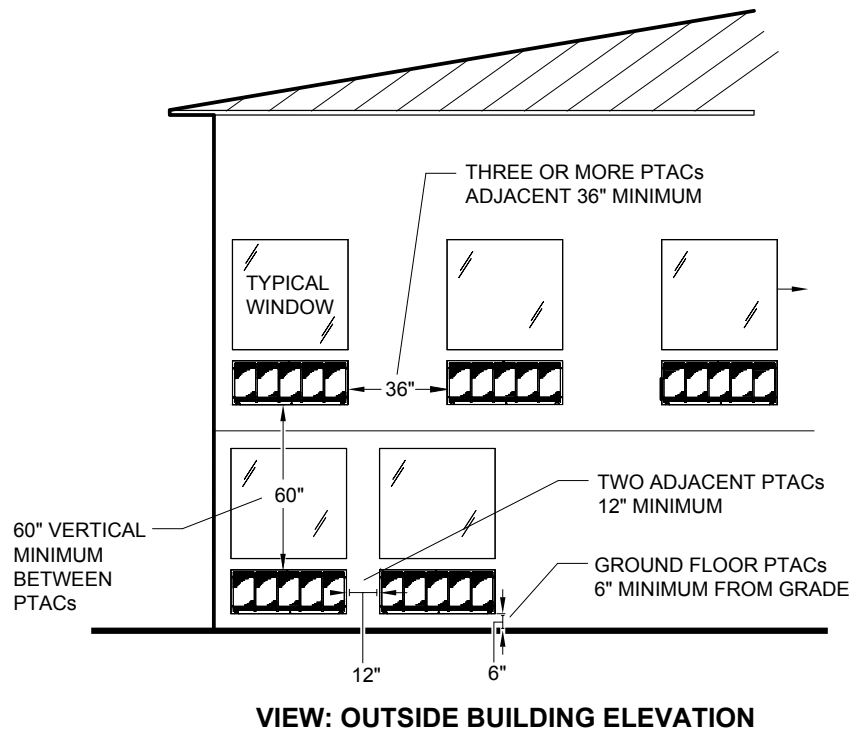 THREE OR MORE PTACs
ADJACENT 36" MINIMUM
TYPICAL
WINDOW
36"
60"
TWO ADJACENT PTACs
12" MINIMUM
60" VERTICAL
MINIMUM
BETWEEN
PTACs
GROUND FLOOR PTACs
6" MINIMUM FROM GRADE
12"
6"
VIEW: OUTSIDE BUILDING ELEVATION